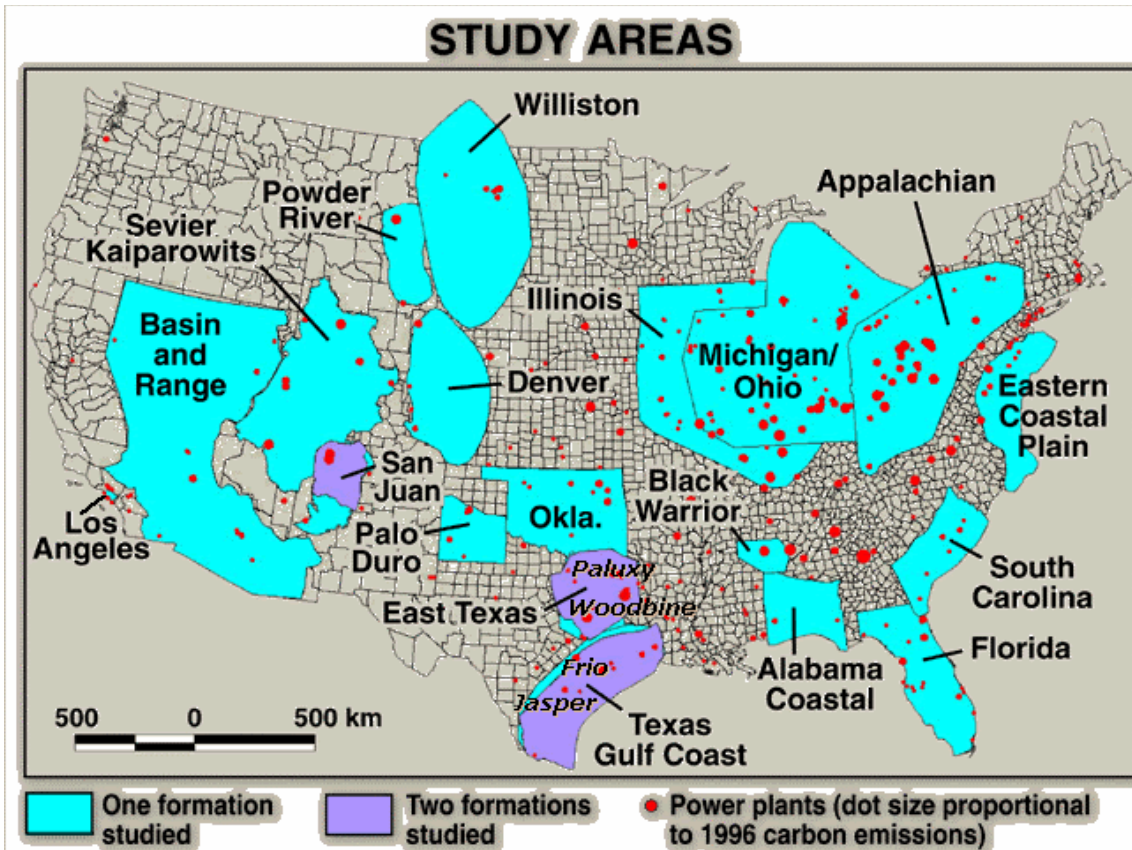 STUDY AREAS
Williston
Powder
River
Sevier
Kaiparowits
Appalachian
Basin
and
Range
Illinois
Michigan/
Ohio
Denver
Eastern
Coastal
Plain
San
Juan
Los
Angeles
Palo
Duro
Okla.
Black
Warrior
Paluxy
East Texas
Woodbine
South
Carolina
Florida
Alabama
Coastal
Frio
Jasper
Texas
Gulf Coast
500 0 500 km
One formation
studied
Two formations
studied
Power plants (dot size proportional
to 1996 carbon emissions)